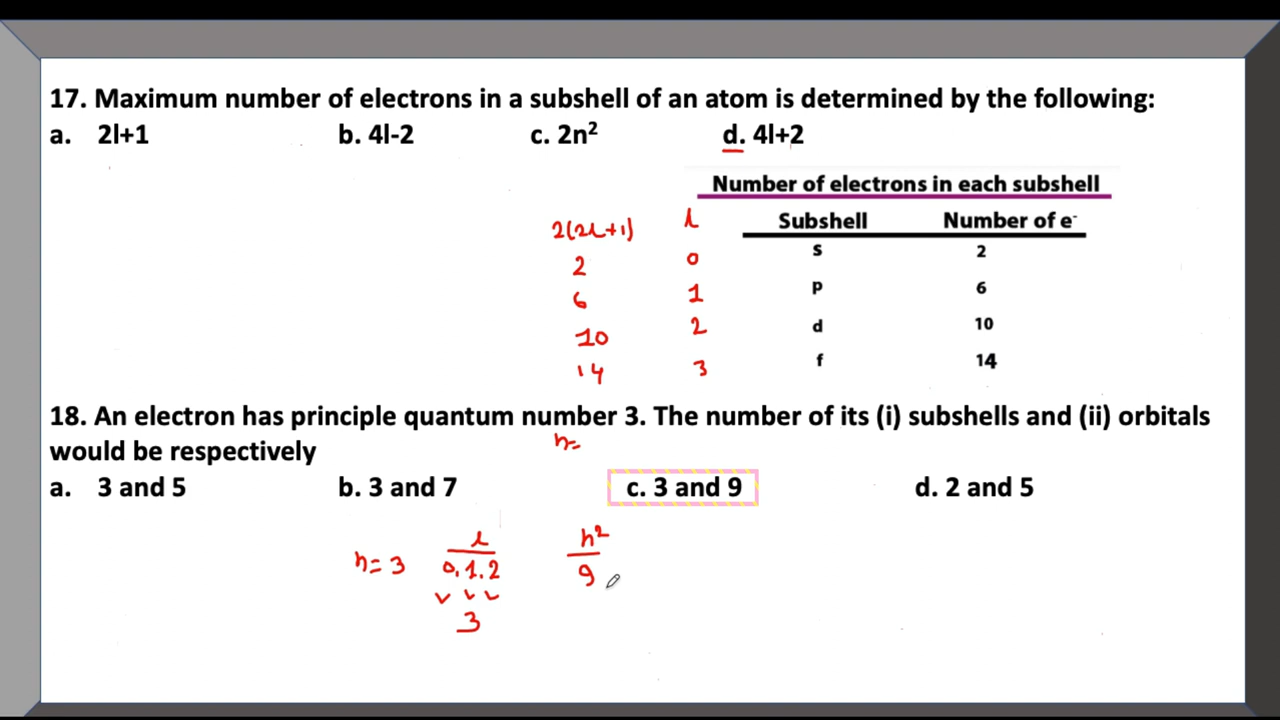 17. Maximum number of electrons in a subshell of an atom is determined by the following:
a. 2l+1 b. 4l-2 c. 2n² d. 4l+2
Number of electrons in each subshell
2(2l+1) l Subshell Number of e⁻
2 0 s 2
6 1 p 6
10 2 d 10
14 3 f 14
18. An electron has principle quantum number 3. The number of its (i) subshells and (ii) orbitals
would be respectively
n=
a. 3 and 5 b. 3 and 7 c. 3 and 9 d. 2 and 5
l n²
n=3 0,1,2 9
3